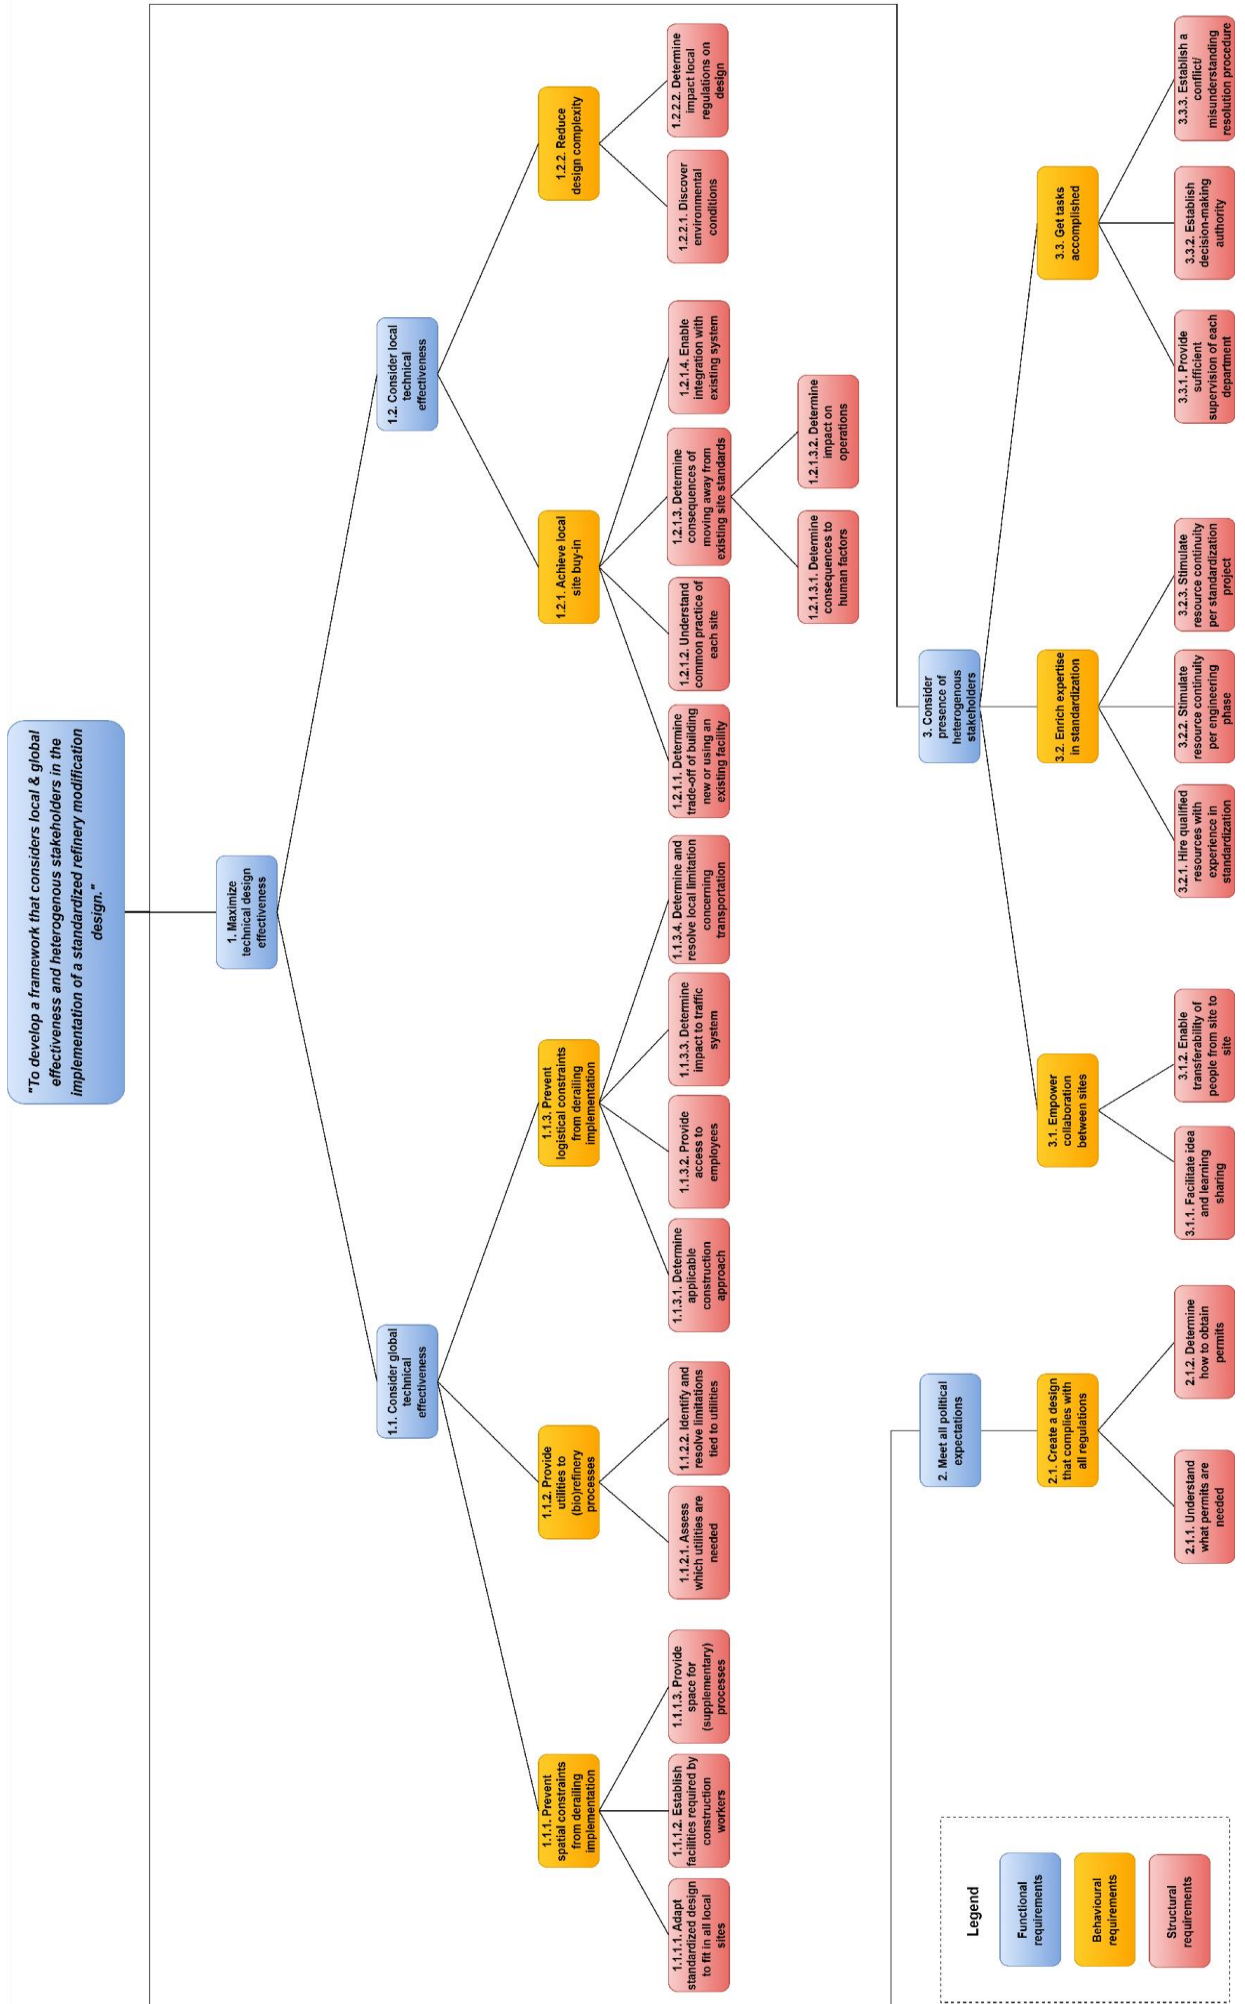 "To develop a framework that considers local & global
effectiveness and heterogenous stakeholders in the
implementation of a standardized refinery modification
design."
1. Maximize
technical design
effectiveness
1.1. Consider global
technical
effectiveness
1.2. Consider local
technical
effectiveness
1.1.1. Prevent
spatial constraints
from derailing
implementation
1.1.2. Provide
utilities to
(bio)refinery
processes
1.1.3. Prevent
logistical constraints
from derailing
implementation
1.2.1. Achieve local
site buy-in
1.2.2. Reduce
design complexity
1.1.1.1. Adapt
standardized design
to fit in all local
sites
1.1.1.2. Establish
facilities required by
construction
workers
1.1.1.3. Provide
space for
(supplementary)
processes
1.1.2.1. Assess
which utilities are
needed
1.1.2.2. Identify and
resolve limitations
tied to utilities
1.1.3.1. Determine
applicable
construction
approach
1.1.3.2. Provide
access to
employees
1.1.3.3. Determine
impact to traffic
system
1.1.3.4. Determine and
resolve local limitation
concerning
transportation
1.2.1.1. Determine
trade-off of building
new or using an
existing facility
1.2.1.2. Understand
common practice of
each site
1.2.1.3. Determine
consequences of
moving away from
existing site standards
1.2.1.4. Enable
integration with
existing system
1.2.2.1. Discover
environmental
conditions
1.2.2.2. Determine
impact local
regulations on
design
1.2.1.3.1. Determine
consequences to
human factors
1.2.1.3.2. Determine
impact on
operations
2. Meet all political
expectations
3. Consider
presence of
heterogenous
stakeholders
2.1. Create a design
that complies with
all regulations
3.1. Empower
collaboration
between sites
3.2. Enrich expertise
in standardization
3.3. Get tasks
accomplished
2.1.1. Understand
what permits are
needed
2.1.2. Determine
how to obtain
permits
3.1.1. Facilitate idea
and learning
sharing
3.1.2. Enable
transferability of
people from site to
site
3.2.1. Hire qualified
resources with
experience in
standardization
3.2.2. Stimulate
resource continuity
per engineering
phase
3.2.3. Stimulate
resource continuity
per standardization
project
3.3.1. Provide
sufficient
supervision of each
department
3.3.2. Establish
decision-making
authority
3.3.3. Establish a
conflict/
misunderstanding
resolution procedure
Legend
Functional
requirements
Behavioural
requirements
Structural
requirements